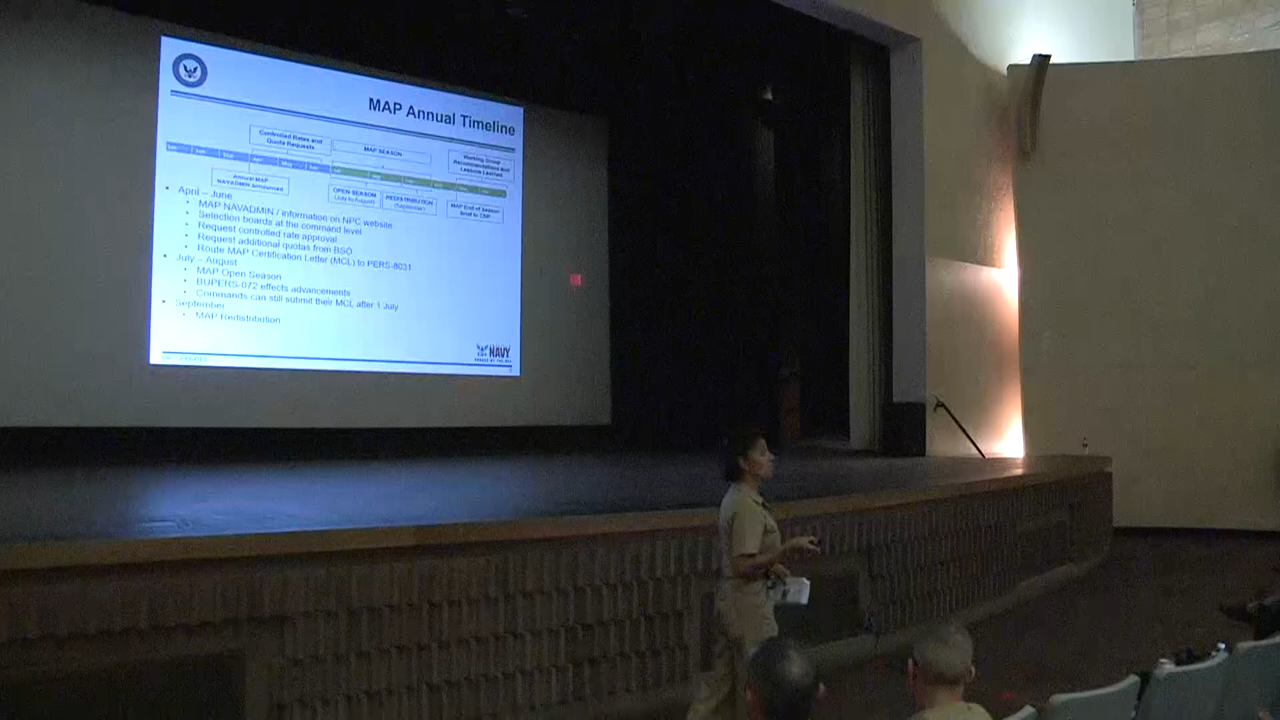 MAP Annual Timeline
Controlled Rates and
Quota Requests
MAP SEASON
Working Group
Recommendations and
Lessons Learned
Annual MAP
NAVADMIN announced
OPEN SEASON
(July to August)
REDISTRIBUTION
(September)
MAP End of Season
brief to CNP
• April – June
• MAP NAVADMIN / information on NPC website
• Selection boards at the command level
• Request controlled rate approval
• Request additional quotas from BSO
• Route MAP Certification Letter (MCL) to PERS-8031
• July – August
• MAP Open Season
• BUPERS-072 effects advancements
• Commands can still submit their MCL after 1 July
• September
• MAP Redistribution
NAVY